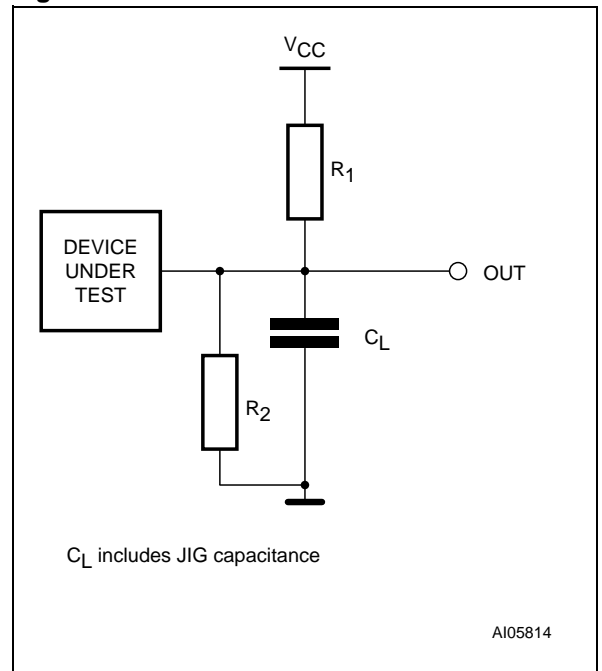 VCC
R1
DEVICE
UNDER
TEST
OUT
CL
R2
CL includes JIG capacitance
AI05814